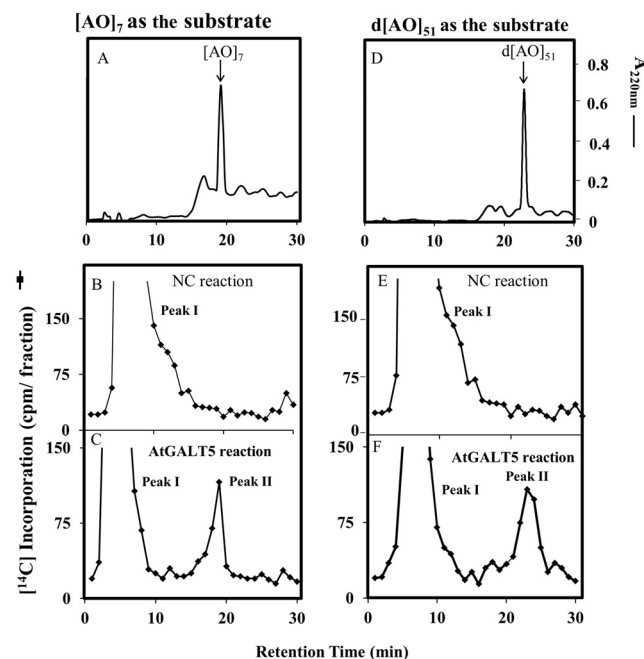 [AO]7 as the substrate
d[AO]51 as the substrate
A
[AO]7
D
d[AO]51
0.8
0.6
0.4
0.2
0
A220nm
0
10
20
30
0
10
20
30
B
NC reaction
Peak I
150
75
0
E
NC reaction
Peak I
150
75
0
C
AtGALT5 reaction
Peak I
Peak II
150
75
0
0
10
20
30
F
AtGALT5 reaction
Peak I
Peak II
150
75
0
0
10
20
30
[14C] Incorporation (cpm/ fraction)
Retention Time (min)